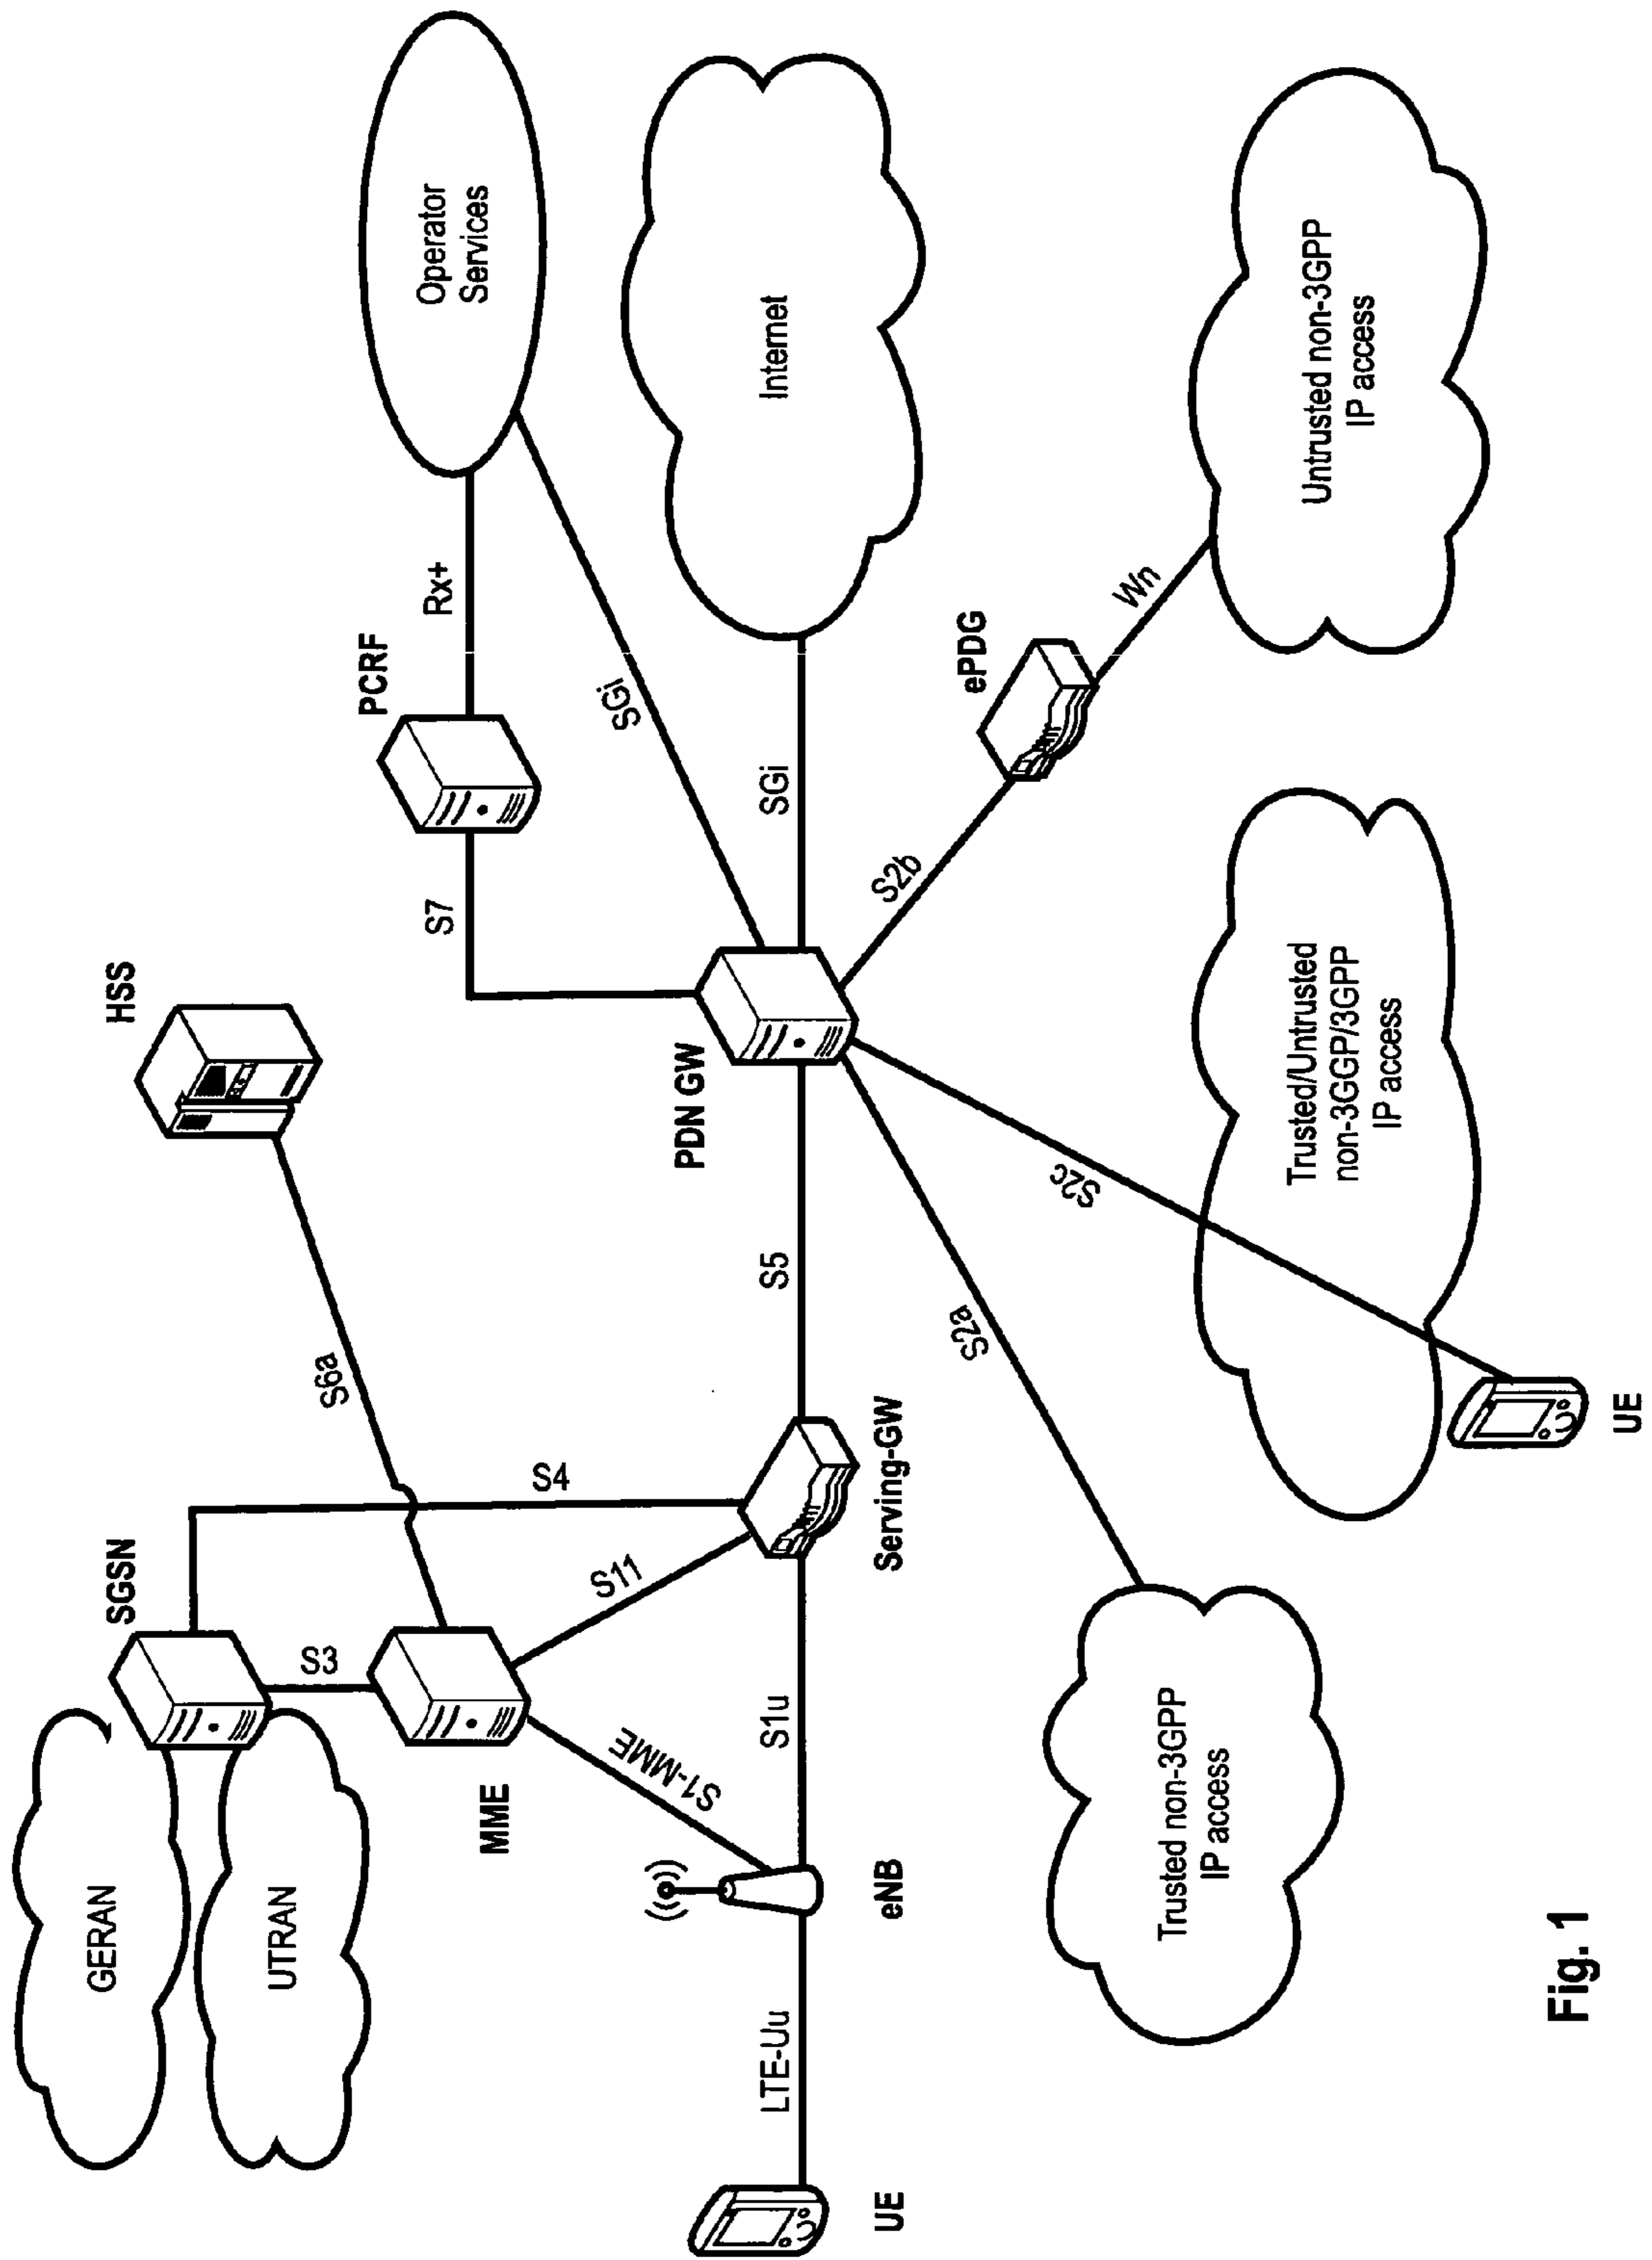 GERAN
UTRAN
SGSN
HSS
S3
S4
S6a
MME
S11
S1-MME
PCRF
S7
Rx+
Operator
Services
SGi
Internet
SGi
UE
LTE-Uu
eNB
S1u
Serving-GW
S5
PDN GW
S2a
S2c
S2b
ePDG
Wn
Trusted non-3GPP
IP access
Trusted/Untrusted
non-3GGP/3GPP
IP access
Untrusted non-3GPP
IP access
UE
Fig. 1